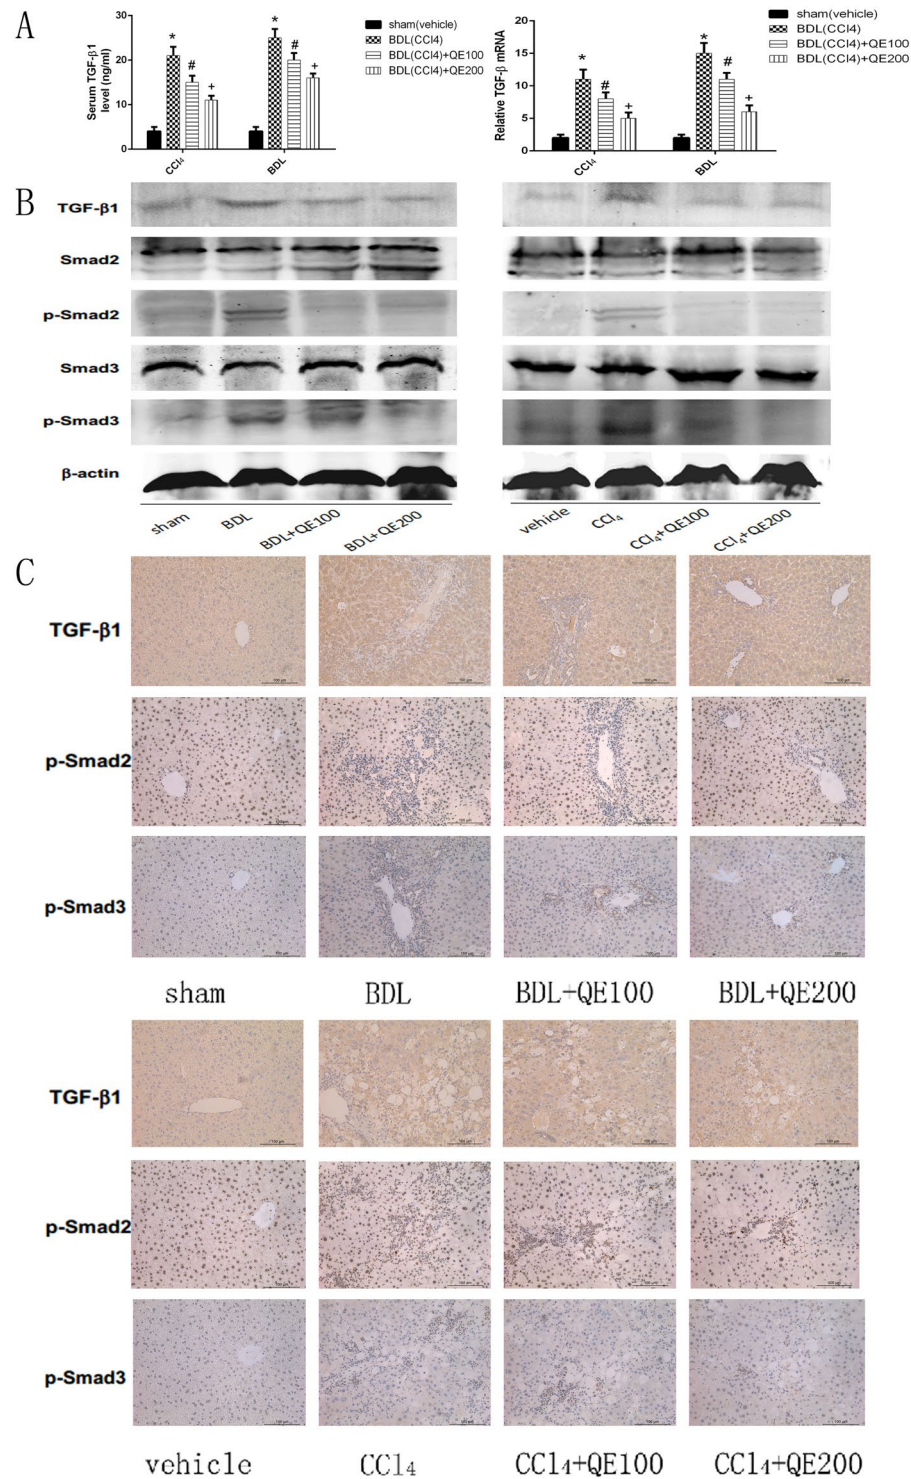 A
Serum TGF-β1
level (ng/ml)
30
20
10
0
CCl4
BDL
*
#
+
*
#
+
sham(vehicle)
BDL(CCl4)
BDL(CCl4)+QE100
BDL(CCl4)+QE200
Relative TGF-β mRNA
20
15
10
5
0
CCl4
BDL
*
#
+
*
#
+
sham(vehicle)
BDL(CCl4)
BDL(CCl4)+QE100
BDL(CCl4)+QE200
B
TGF-β1
Smad2
p-Smad2
Smad3
p-Smad3
β-actin
sham
BDL
BDL+QE100
BDL+QE200
vehicle
CCl₄
CCl₄+QE100
CCl₄+QE200
C
TGF-β1
p-Smad2
p-Smad3
sham BDL BDL+QE100 BDL+QE200
TGF-β1
p-Smad2
p-Smad3
vehicle CCl4 CCl4+QE100 CCl4+QE200